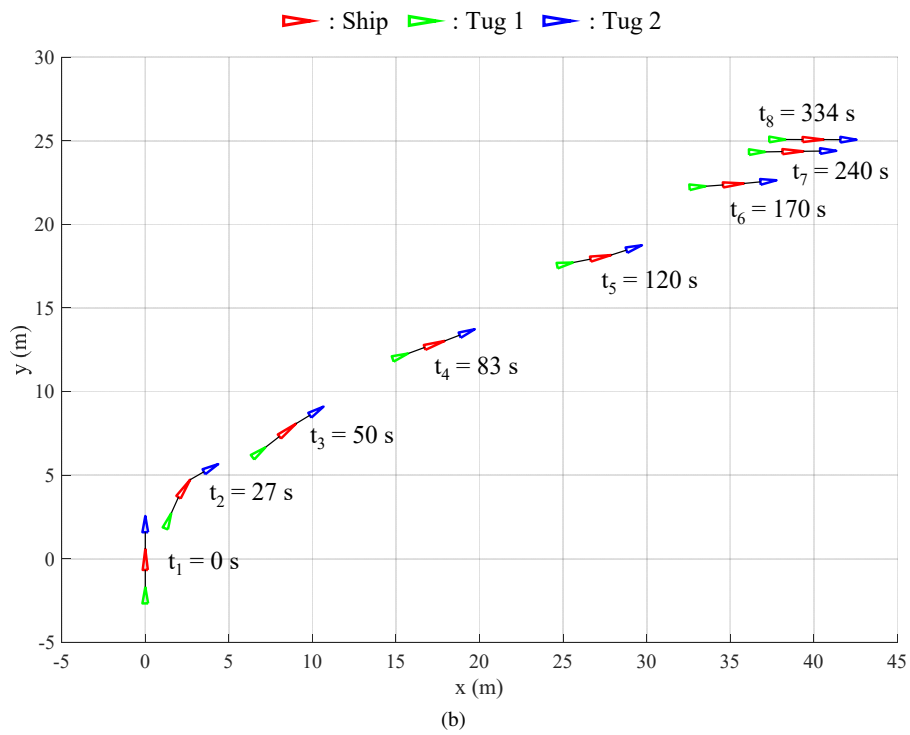 : Ship : Tug 1 : Tug 2
30
25
20
15
10
5
0
-5
y (m)
t8 = 334 s
t7 = 240 s
t6 = 170 s
t5 = 120 s
t4 = 83 s
t3 = 50 s
t2 = 27 s
t1 = 0 s
-5 0 5 10 15 20 25 30 35 40 45
x (m)
(b)